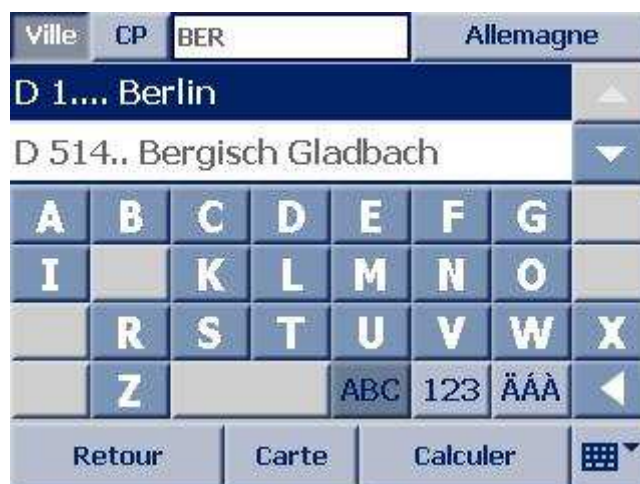 Ville CP BER Allemagne
D 1.... Berlin
D 514.. Bergisch Gladbach
A B C D E F G
I K L M N O
R S T U V W X
Z ABC 123 ÄÁÀ
Retour Carte Calculer